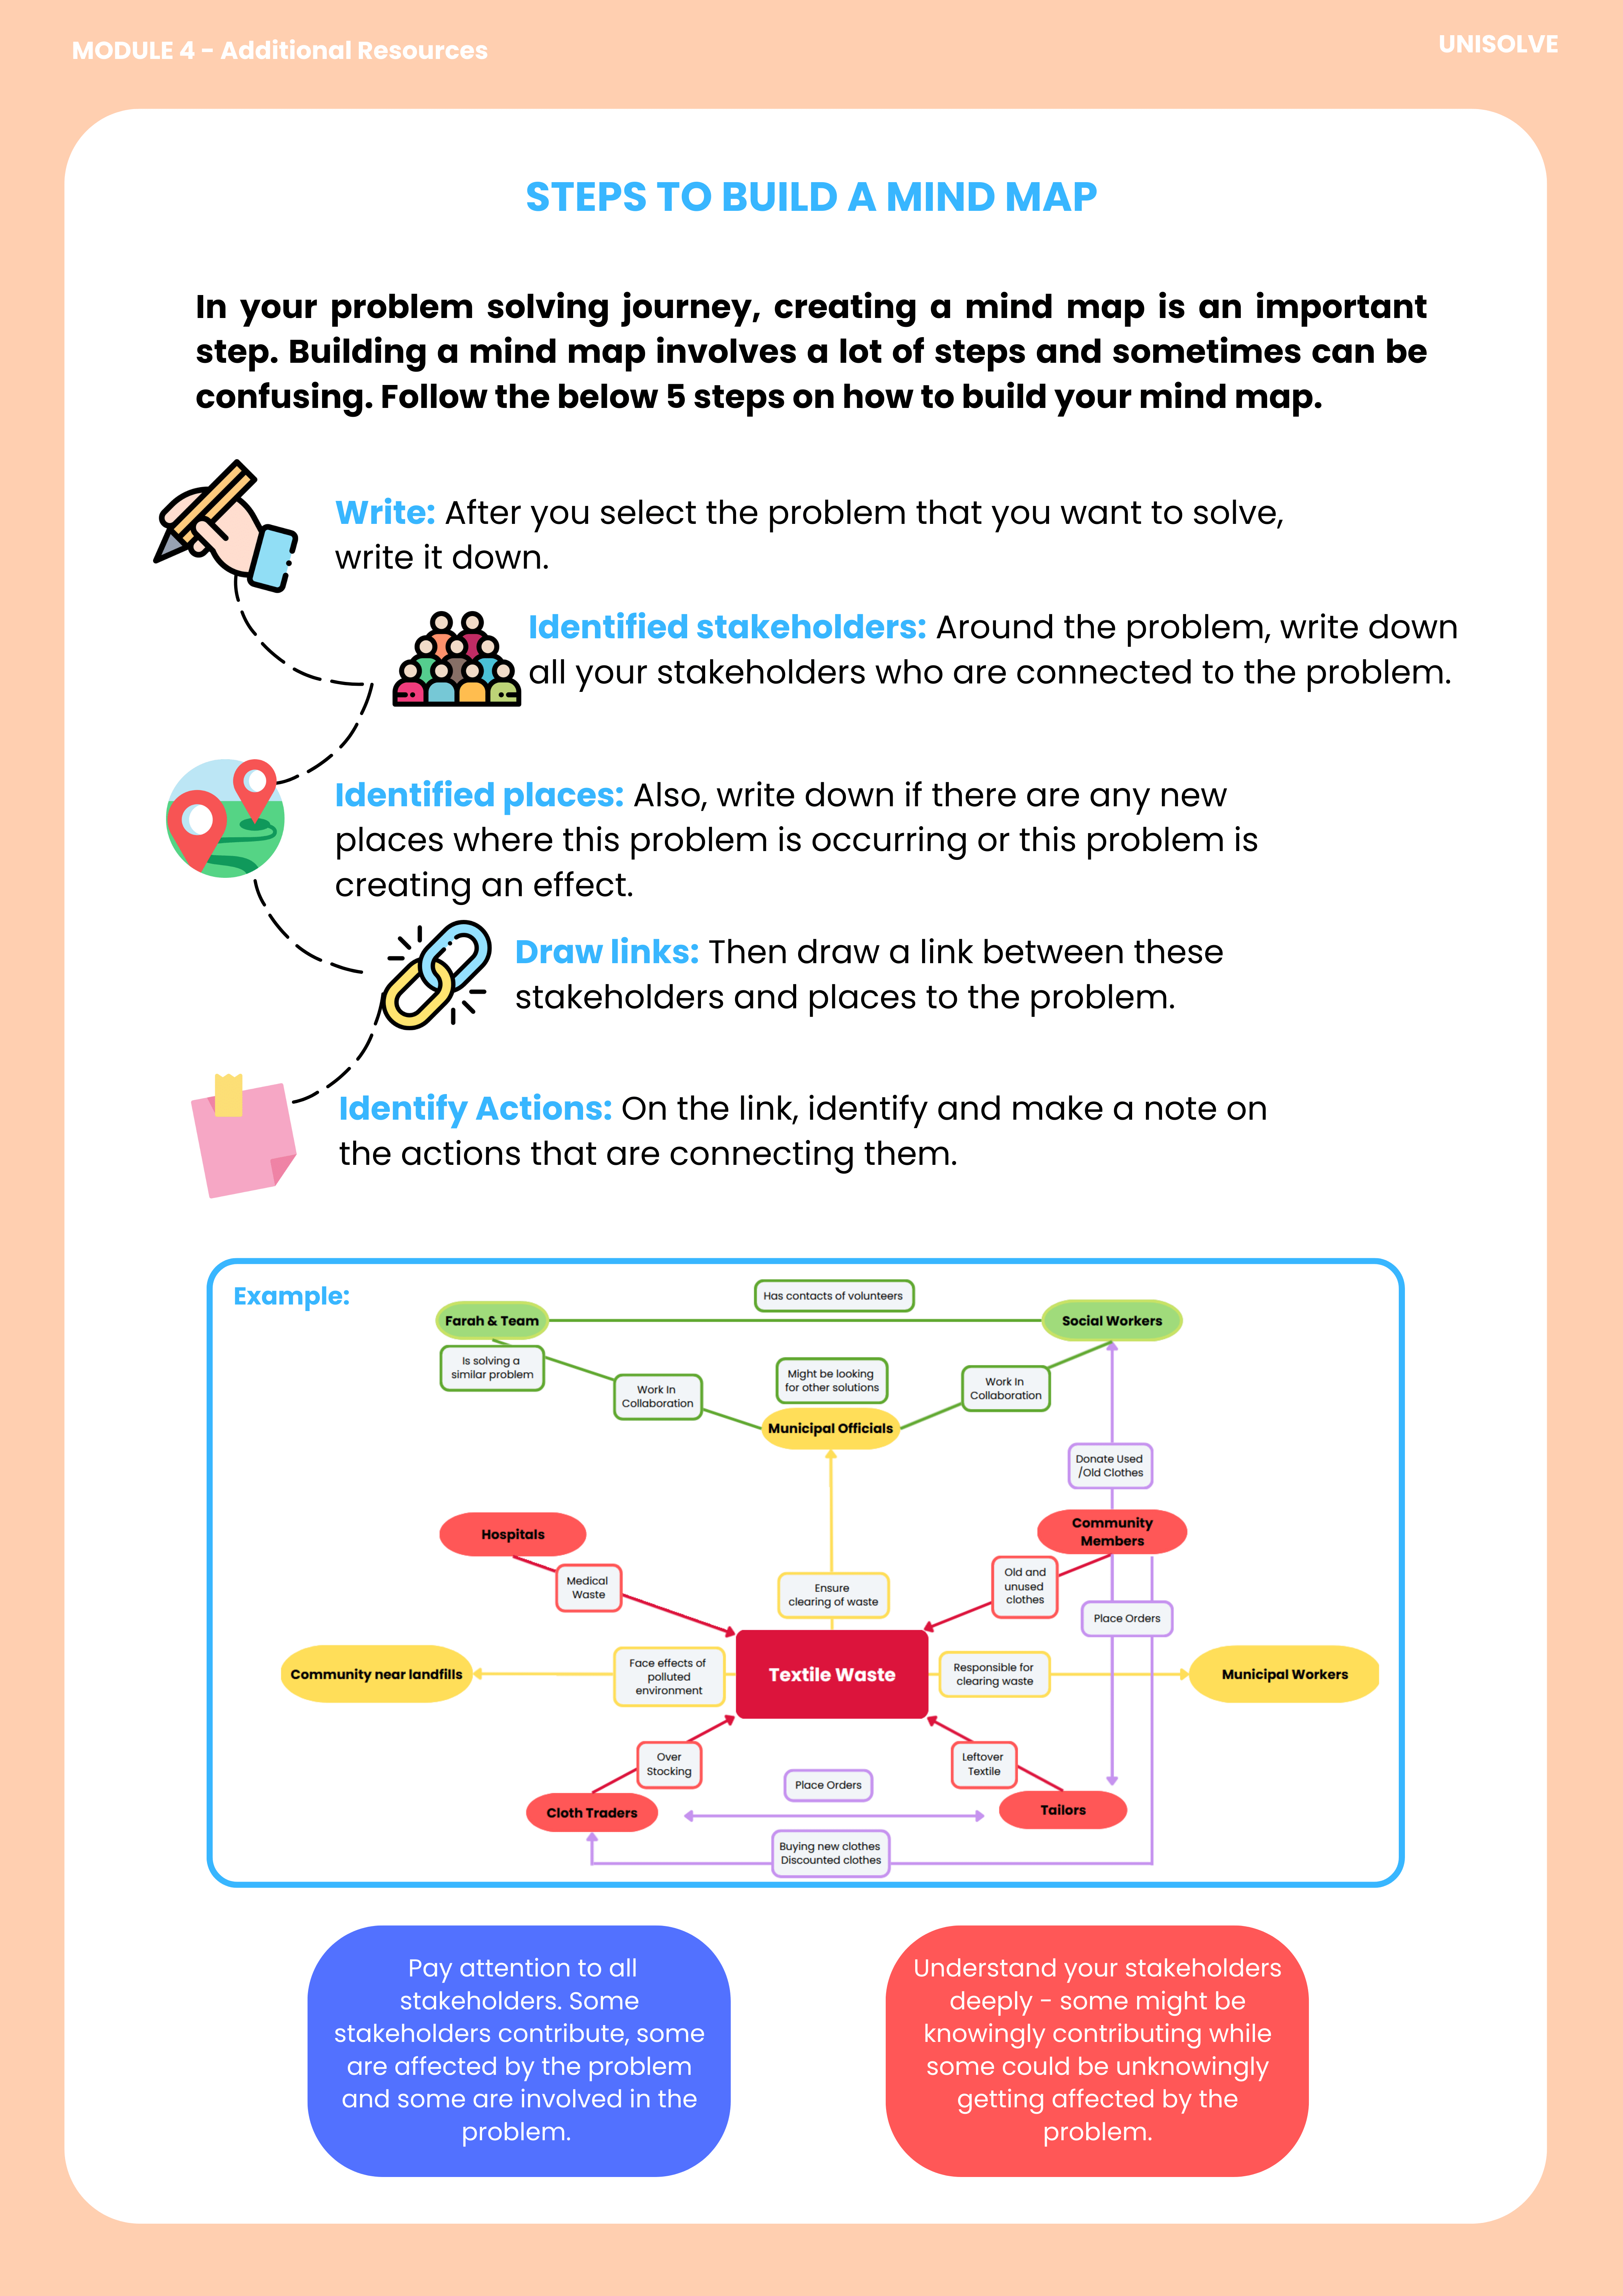 MODULE 4 - Additional Resources
UNISOLVE
STEPS TO BUILD A MIND MAP
In your problem solving journey, creating a mind map is an important
step. Building a mind map involves a lot of steps and sometimes can be
confusing. Follow the below 5 steps on how to build your mind map.
Write: After you select the problem that you want to solve,
write it down.
Identified stakeholders: Around the problem, write down
all your stakeholders who are connected to the problem.
Identified places: Also, write down if there are any new
places where this problem is occurring or this problem is
creating an effect.
Draw links: Then draw a link between these
stakeholders and places to the problem.
Identify Actions: On the link, identify and make a note on
the actions that are connecting them.
Example:
Has contacts of volunteers
Farah & Team
Social Workers
Is solving a
similar problem
Work In
Collaboration
Might be looking
for other solutions
Work In
Collaboration
Municipal Officials
Donate Used
/Old Clothes
Hospitals
Community
Members
Medical
Waste
Ensure
clearing of waste
Old and
unused
clothes
Place Orders
Community near landfills
Face effects of
polluted
environment
Textile Waste
Responsible for
clearing waste
Municipal Workers
Over
Stocking
Leftover
Textile
Place Orders
Cloth Traders
Tailors
Buying new clothes
Discounted clothes
Pay attention to all
stakeholders. Some
stakeholders contribute, some
are affected by the problem
and some are involved in the
problem.
Understand your stakeholders
deeply - some might be
knowingly contributing while
some could be unknowingly
getting affected by the
problem.